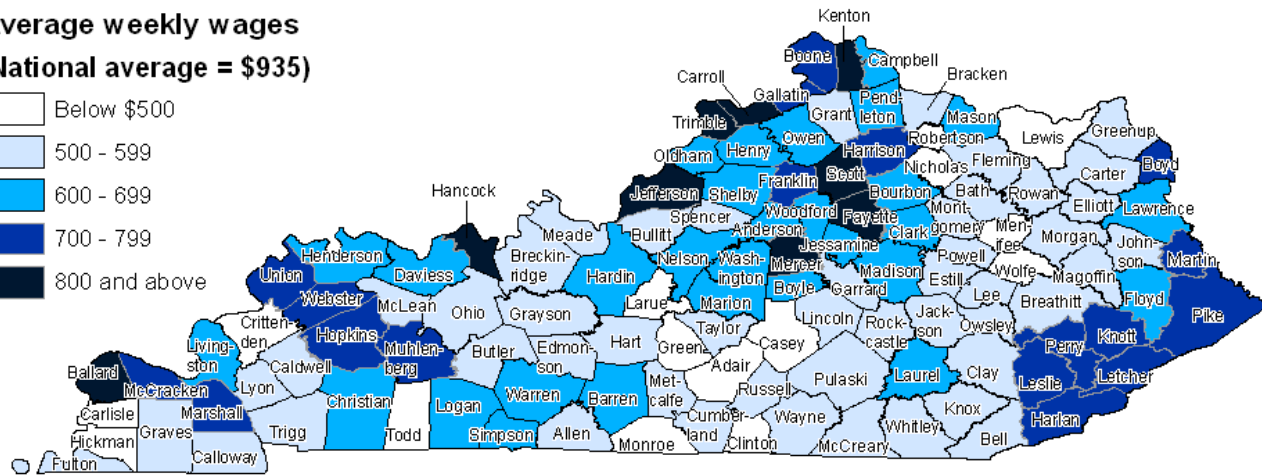 verage weekly wages
National average = $935)
Below $500
500 - 599
600 - 699
700 - 799
800 and above
Kenton
Boone
Campbell
Carroll
Bracken
Gallatin
Pend-
leton
Grant
Trimble
Mason
Lewis
Greenup
Owen
Robertson
Oldham
Henry
Harrison
Nicholas
Fleming
Boyd
Carter
Hancock
Jefferson
Shelby
Franklin
Scott
Bourbon
Bath
Rowan
Elliott
Lawrence
Spencer
Woodford
Fayette
Mont-
gomery
Meade
Bullitt
Anderson
Clark
Men-
ifee
Morgan
John-
son
Martin
Henderson
Daviess
Breckin-
ridge
Hardin
Nelson
Wash-
ington
Mercer
Jessamine
Madison
Powell
Wolfe
Magoffin
Floyd
Pike
Union
Webster
McLean
Ohio
Grayson
Larue
Marion
Boyle
Garrard
Estill
Lee
Breathitt
Critten-
den
Hopkins
Muhlen-
berg
Butler
Edmon-
son
Hart
Green
Taylor
Casey
Lincoln
Rock-
castle
Jack-
son
Owsley
Perry
Knott
Letcher
Living-
ston
Caldwell
Lyon
Ballard
McCracken
Marshall
Christian
Logan
Warren
Barren
Met-
calfe
Adair
Russell
Pulaski
Laurel
Clay
Leslie
Harlan
Carlisle
Hickman
Graves
Fulton
Calloway
Trigg
Todd
Simpson
Allen
Monroe
Cumber-
land
Clinton
Wayne
McCreary
Whitley
Knox
Bell